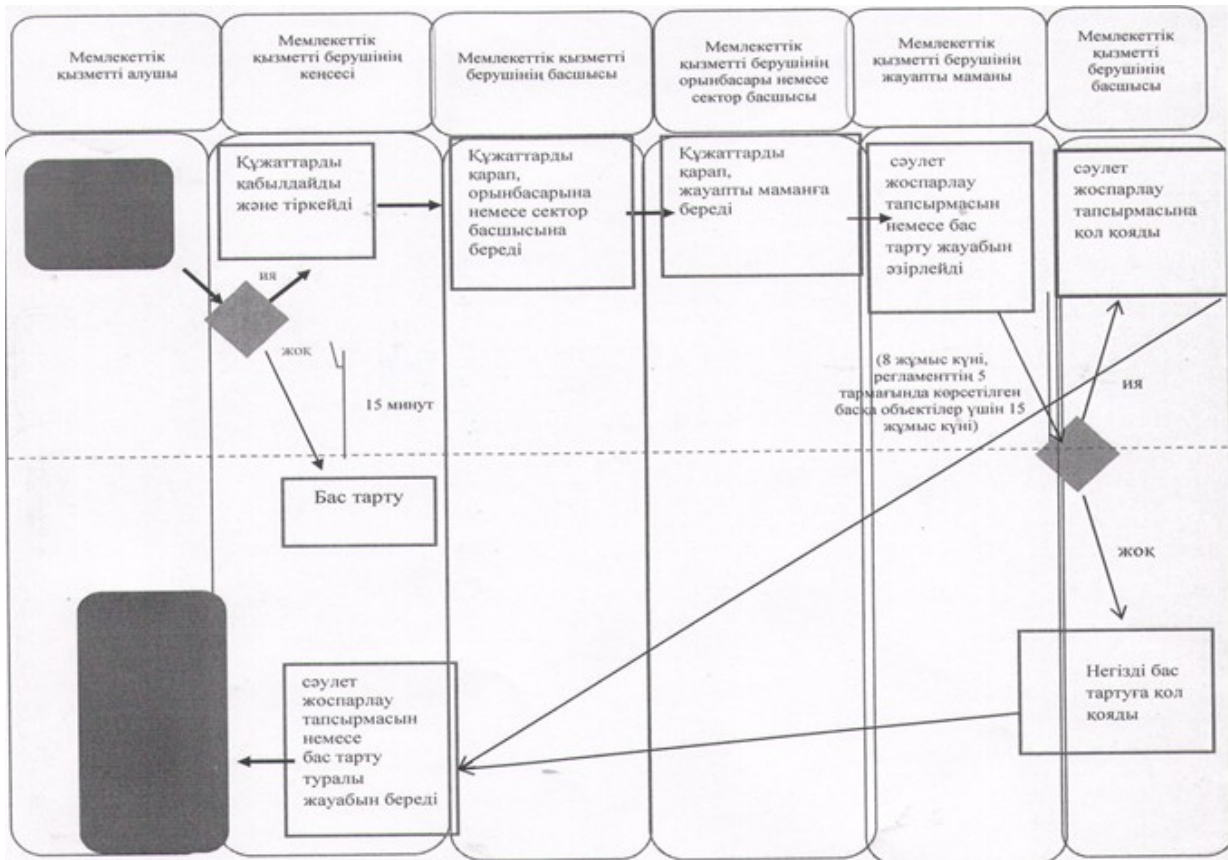 Мемлекеттік
қызметті алушы
Мемлекеттік
қызметті берушінің
кеңсесі
Мемлекеттік қызметті
берушінің басшысы
Мемлекеттік
қызметті берушінің
орынбасары немесе
сектор басшысы
Мемлекеттік
қызметті берушінің
жауапты маманы
Мемлекеттік
қызметті
берушінің
басшысы
Құжаттарды
қабылдайды
және тіркейді
Құжаттарды
қарап,
орынбасарына
немесе сектор
басшысына
береді
Құжаттарды
қарап,
жауапты маманға
береді
сәулет
жоспарлау
тапсырмасын
немесе бас
тарту жауабын
әзірлейді
сәулет
жоспарлау
тапсырмасына
қол қояды
ия
жоқ
15 минут
(8 жұмыс күні,
регламенттің 5
тармағында көрсетілген
басқа объектілер үшін 15
жұмыс күні)
ия
Бас тарту
жоқ
сәулет
жоспарлау
тапсырмасын
немесе
бас тарту
туралы
жауабын береді
Негізді бас
тартуға қол
қояды